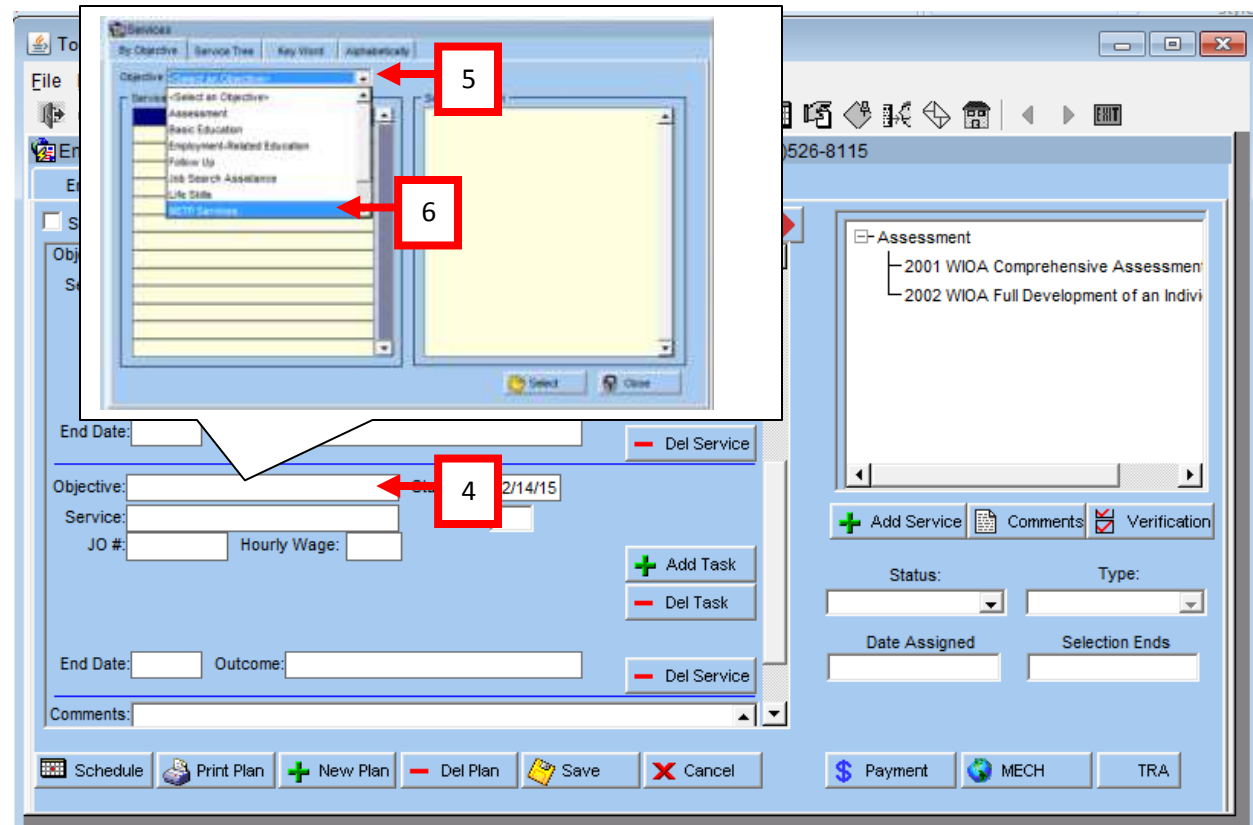 Services
To
By Objective Service Tree Key Word Alphabetically
File
Objective <Select an Objective>
5
<Select an Objective>
Assessment
Basic Education
Employment-Related Education
Follow Up
Job Search Assistance
Life Skills
6
EXIT
)526-8115
Select Close
Assessment
2001 WIOA Comprehensive Assessmen
2002 WIOA Full Development of an Indivi
End Date:
Del Service
Objective:
4
2/14/15
Service:
JO #: Hourly Wage:
Add Task
Del Task
End Date: Outcome:
Del Service
Comments:
Add Service Comments Verification
Status: Type:
Date Assigned Selection Ends
Schedule Print Plan New Plan Del Plan Save Cancel Payment MECH TRA